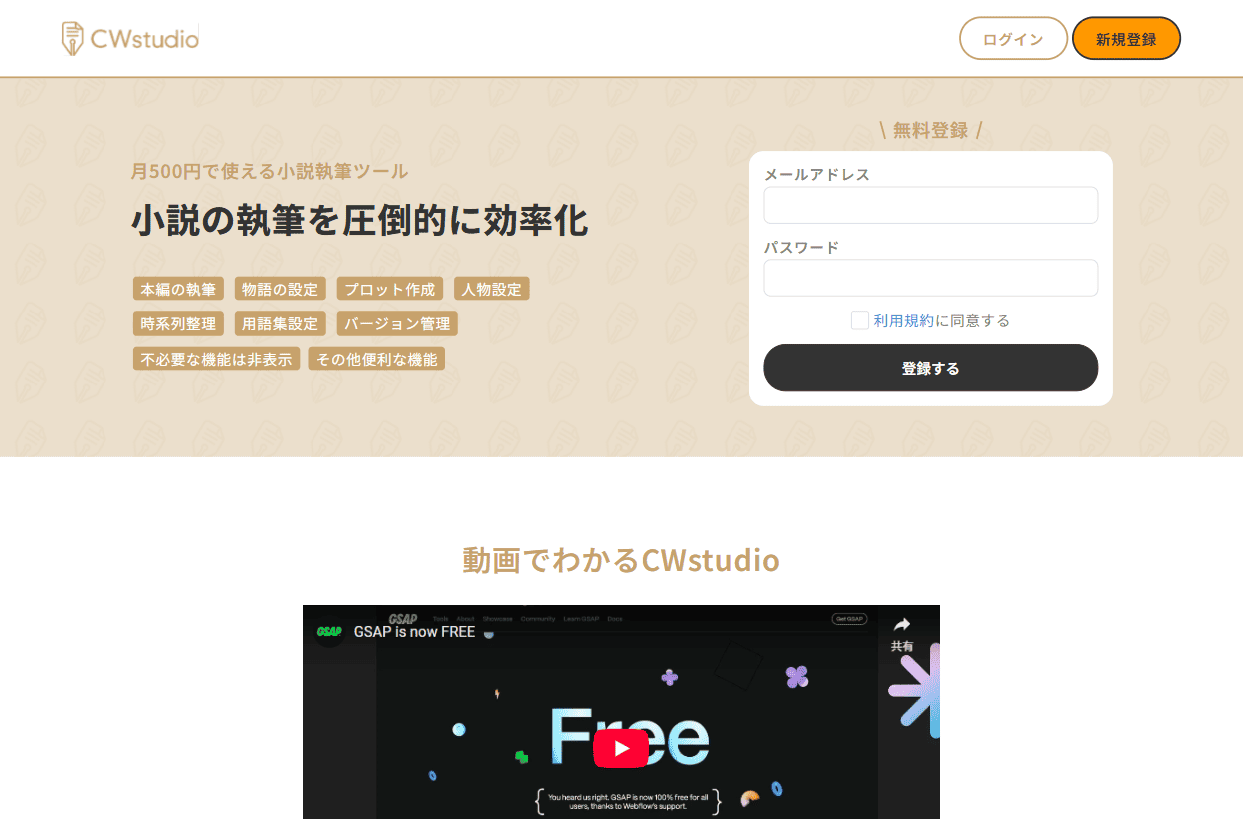 CWstudio
ログイン
新規登録
月500円で使える小説執筆ツール
小説の執筆を圧倒的に効率化
本編の執筆 物語の設定 プロット作成 人物設定
時系列整理 用語集設定 バージョン管理
不必要な機能は非表示 その他便利な機能
\ 無料登録 /
メールアドレス
パスワード
利用規約に同意する
登録する
動画でわかるCWstudio
GSAP Tools About Showcase Community Learn GSAP Docs Get GSAP
GSAP GSAP is now FREE
共有
Free
You heard us right. GSAP is now 100% free for all
users, thanks to Webflow's support.